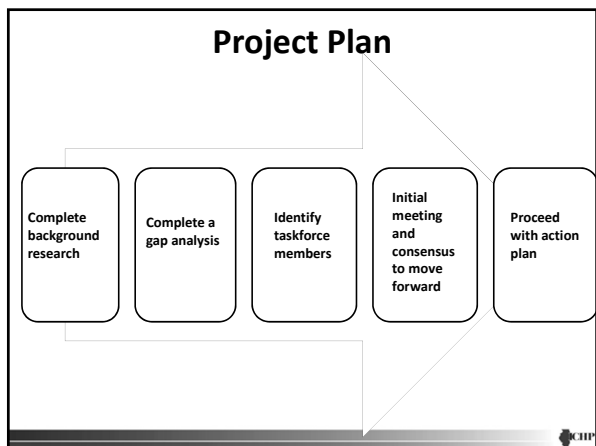 Project Plan
Complete
background
research
Complete a
gap analysis
Identify
taskforce
members
Initial
meeting
and
consensus
to move
forward
Proceed
with action
plan
ICHP